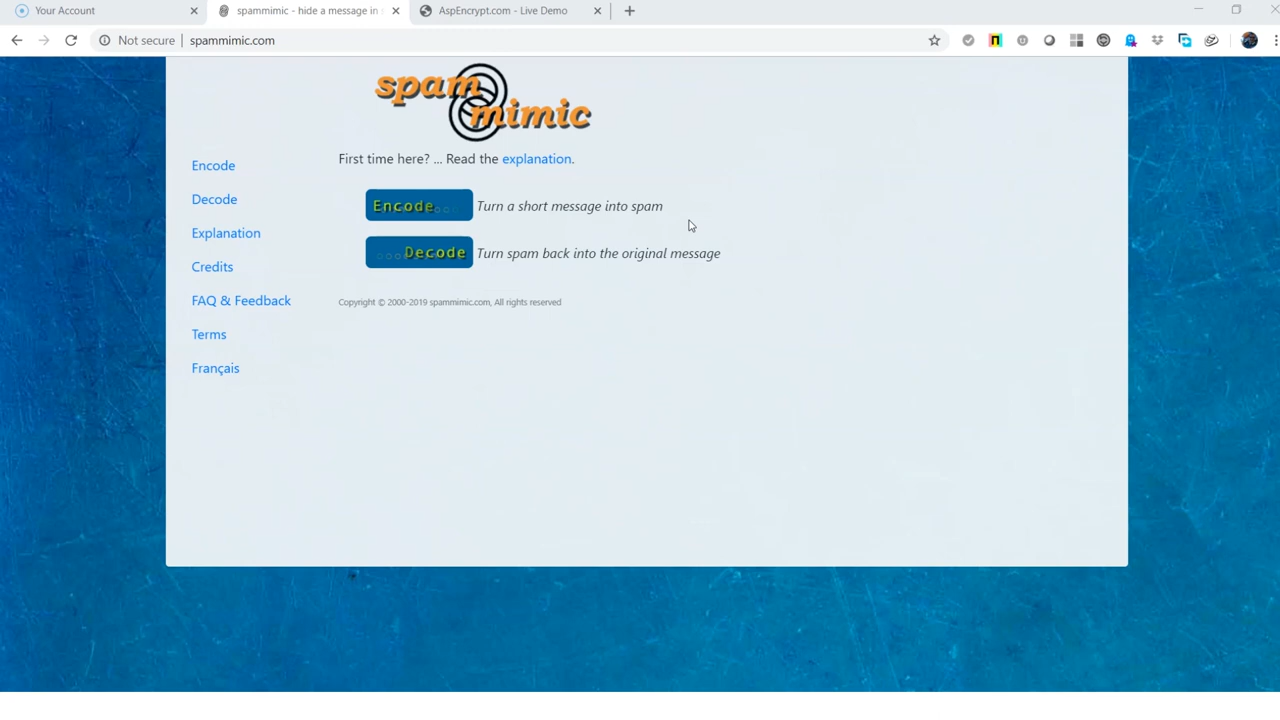 Your Account
spammimic - hide a message in
AspEncrypt.com - Live Demo
Not secure
spammimic.com
spam
mimic
First time here? ... Read the explanation.
Encode
Decode
Explanation
Credits
FAQ & Feedback
Terms
Français
Encode Turn a short message into spam
Decode Turn spam back into the original message
Copyright © 2000-2019 spammimic.com, All rights reserved